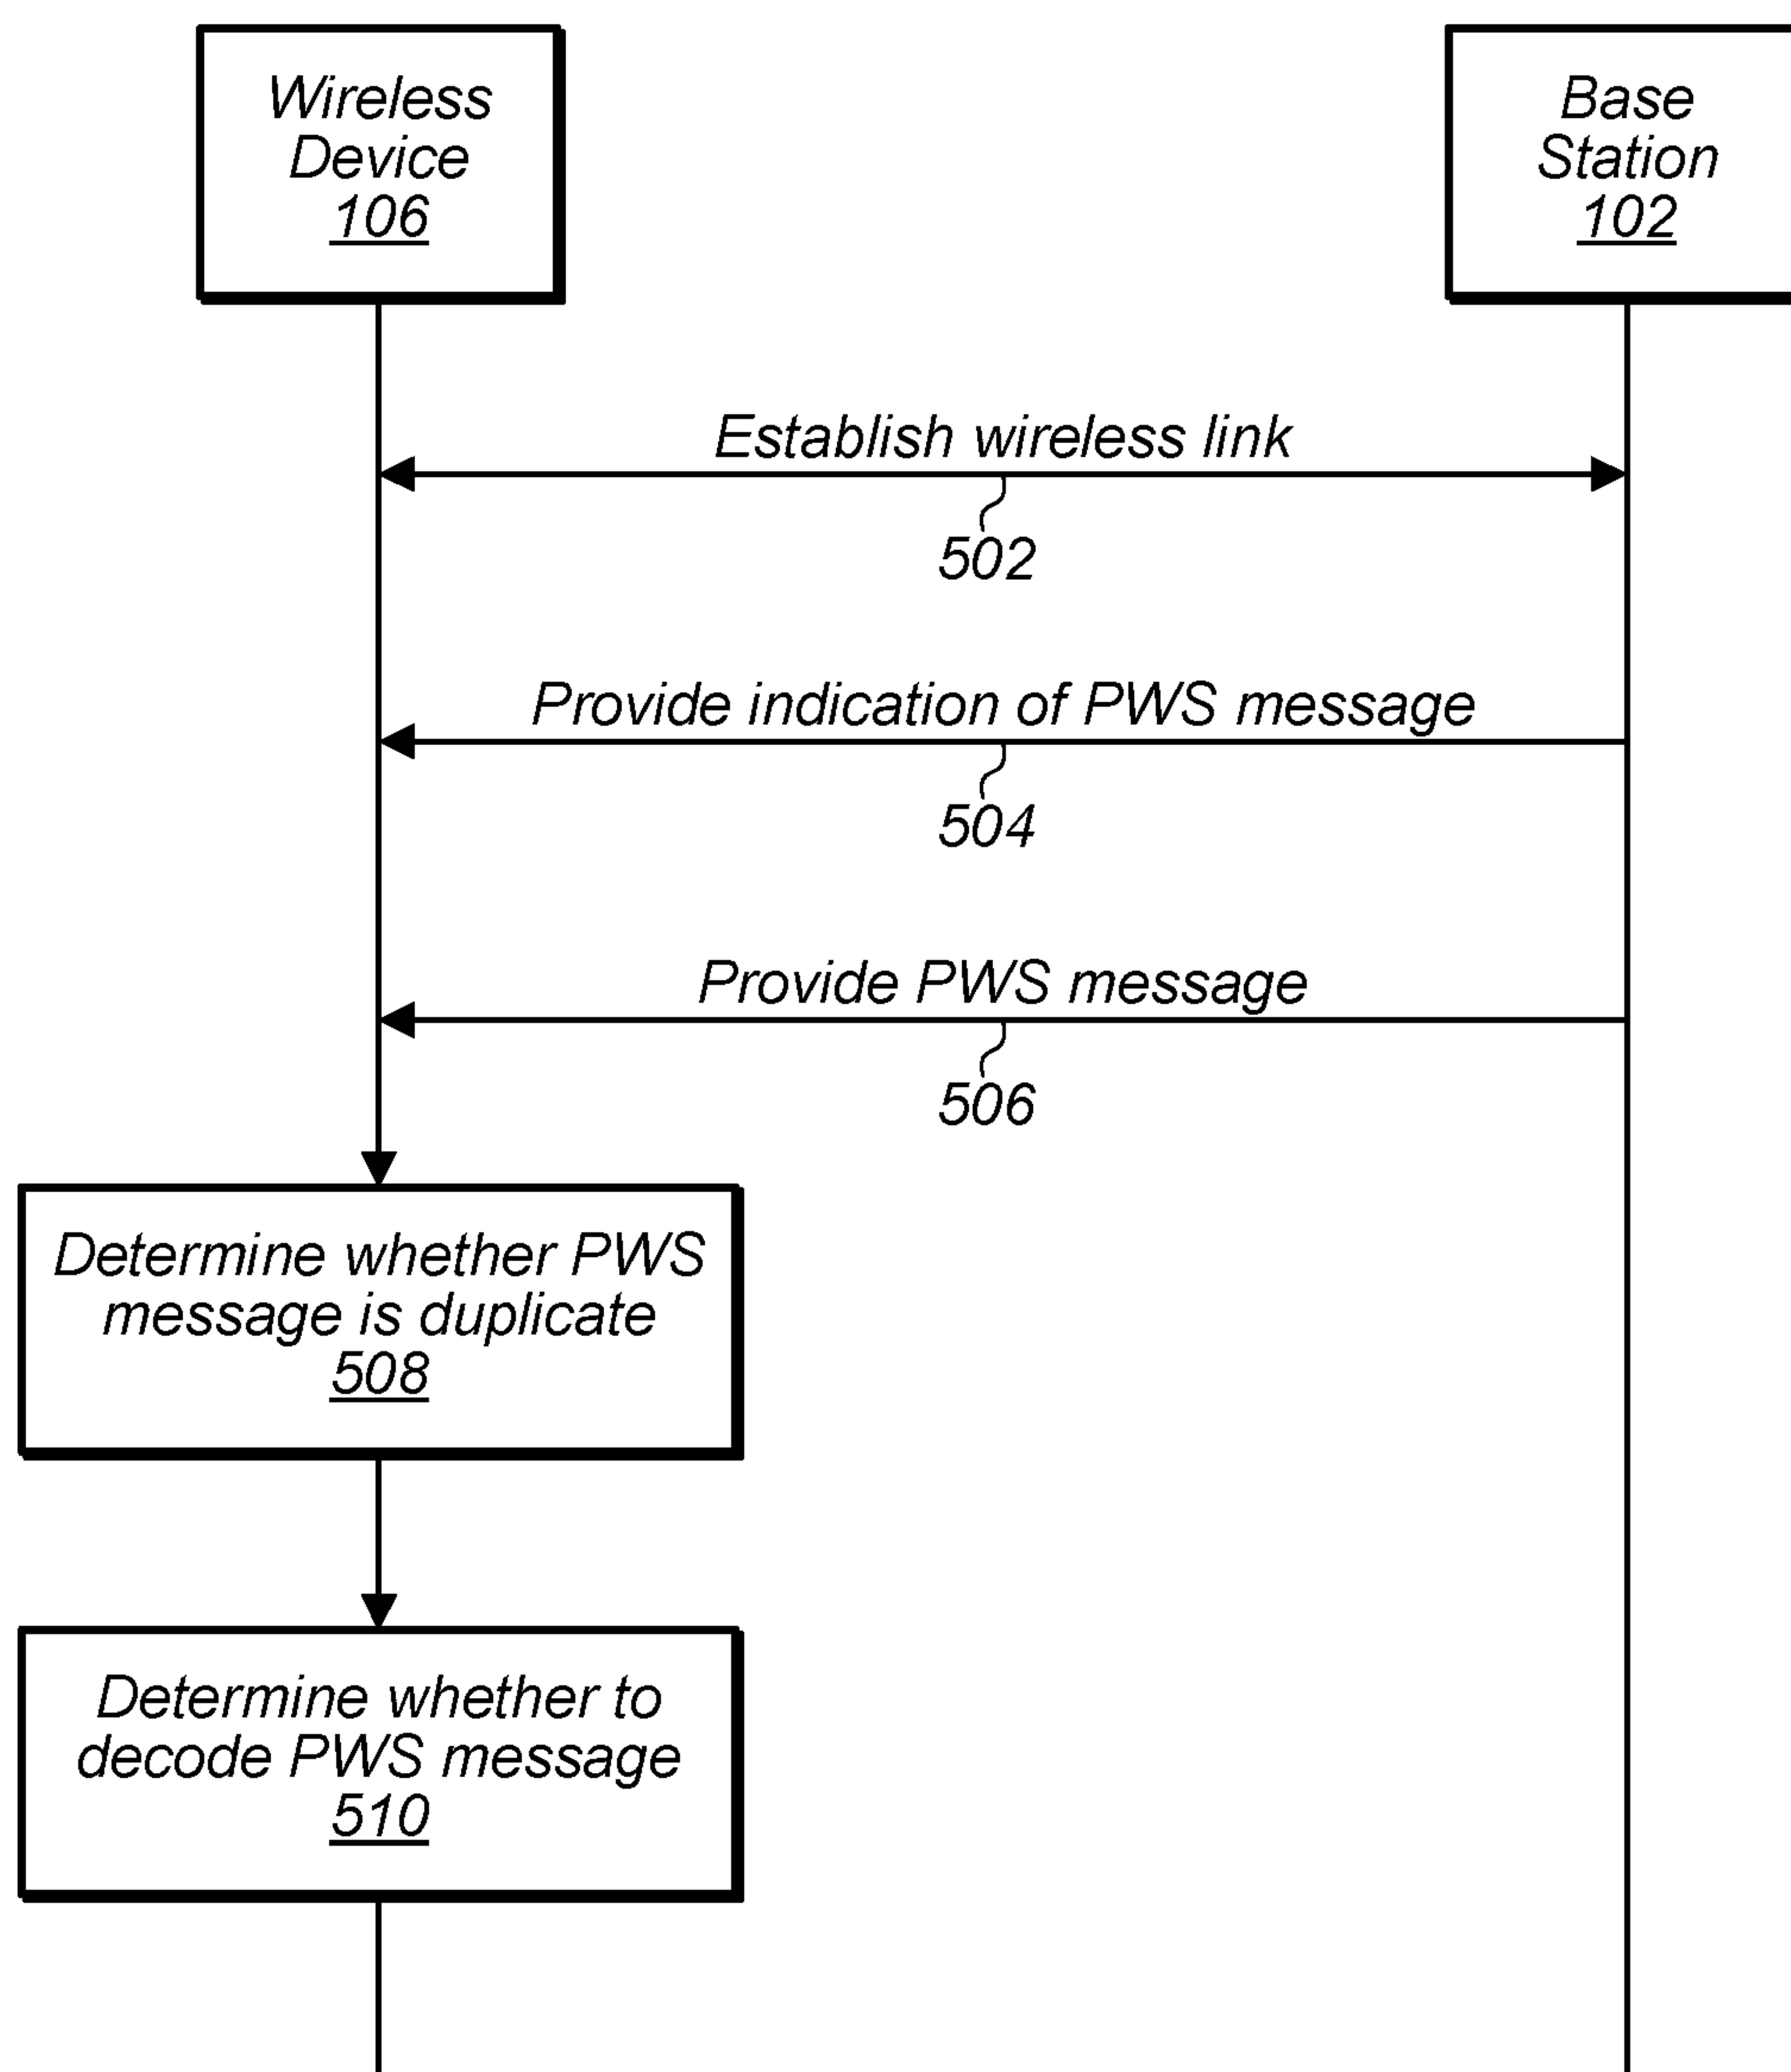 Wireless
Device
106
Base
Station
102
Establish wireless link
502
Provide indication of PWS message
504
Provide PWS message
506
Determine whether PWS
message is duplicate
508
Determine whether to
decode PWS message
510